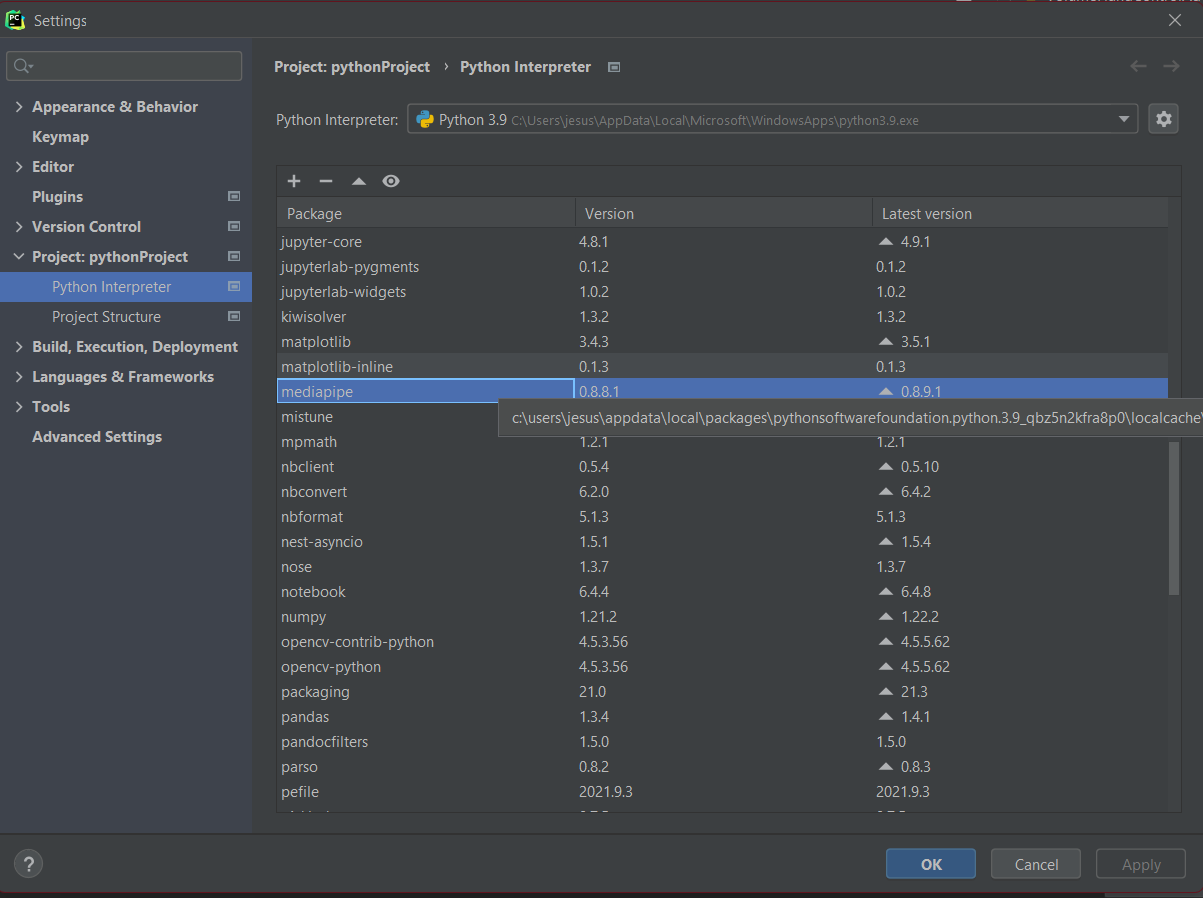 Settings
Project: pythonProject › Python Interpreter
Appearance & Behavior
Keymap
Editor
Plugins
Version Control
Project: pythonProject
Python Interpreter
Project Structure
Build, Execution, Deployment
Languages & Frameworks
Tools
Advanced Settings
Python Interpreter: Python 3.9 C:\Users\jesus\AppData\Local\Microsoft\WindowsApps\python3.9.exe
Package Version Latest version
jupyter-core 4.8.1 4.9.1
jupyterlab-pygments 0.1.2 0.1.2
jupyterlab-widgets 1.0.2 1.0.2
kiwisolver 1.3.2 1.3.2
matplotlib 3.4.3 3.5.1
matplotlib-inline 0.1.3 0.1.3
mediapipe 0.8.8.1 0.8.9.1
mistune
c:\users\jesus\appdata\local\packages\pythonsoftwarefoundation.python.3.9_qbz5n2kfra8p0\localcache\
mpmath 1.2.1 1.2.1
nbclient 0.5.4 0.5.10
nbconvert 6.2.0 6.4.2
nbformat 5.1.3 5.1.3
nest-asyncio 1.5.1 1.5.4
nose 1.3.7 1.3.7
notebook 6.4.4 6.4.8
numpy 1.21.2 1.22.2
opencv-contrib-python 4.5.3.56 4.5.5.62
opencv-python 4.5.3.56 4.5.5.62
packaging 21.0 21.3
pandas 1.3.4 1.4.1
pandocfilters 1.5.0 1.5.0
parso 0.8.2 0.8.3
pefile 2021.9.3 2021.9.3
?
OK Cancel Apply